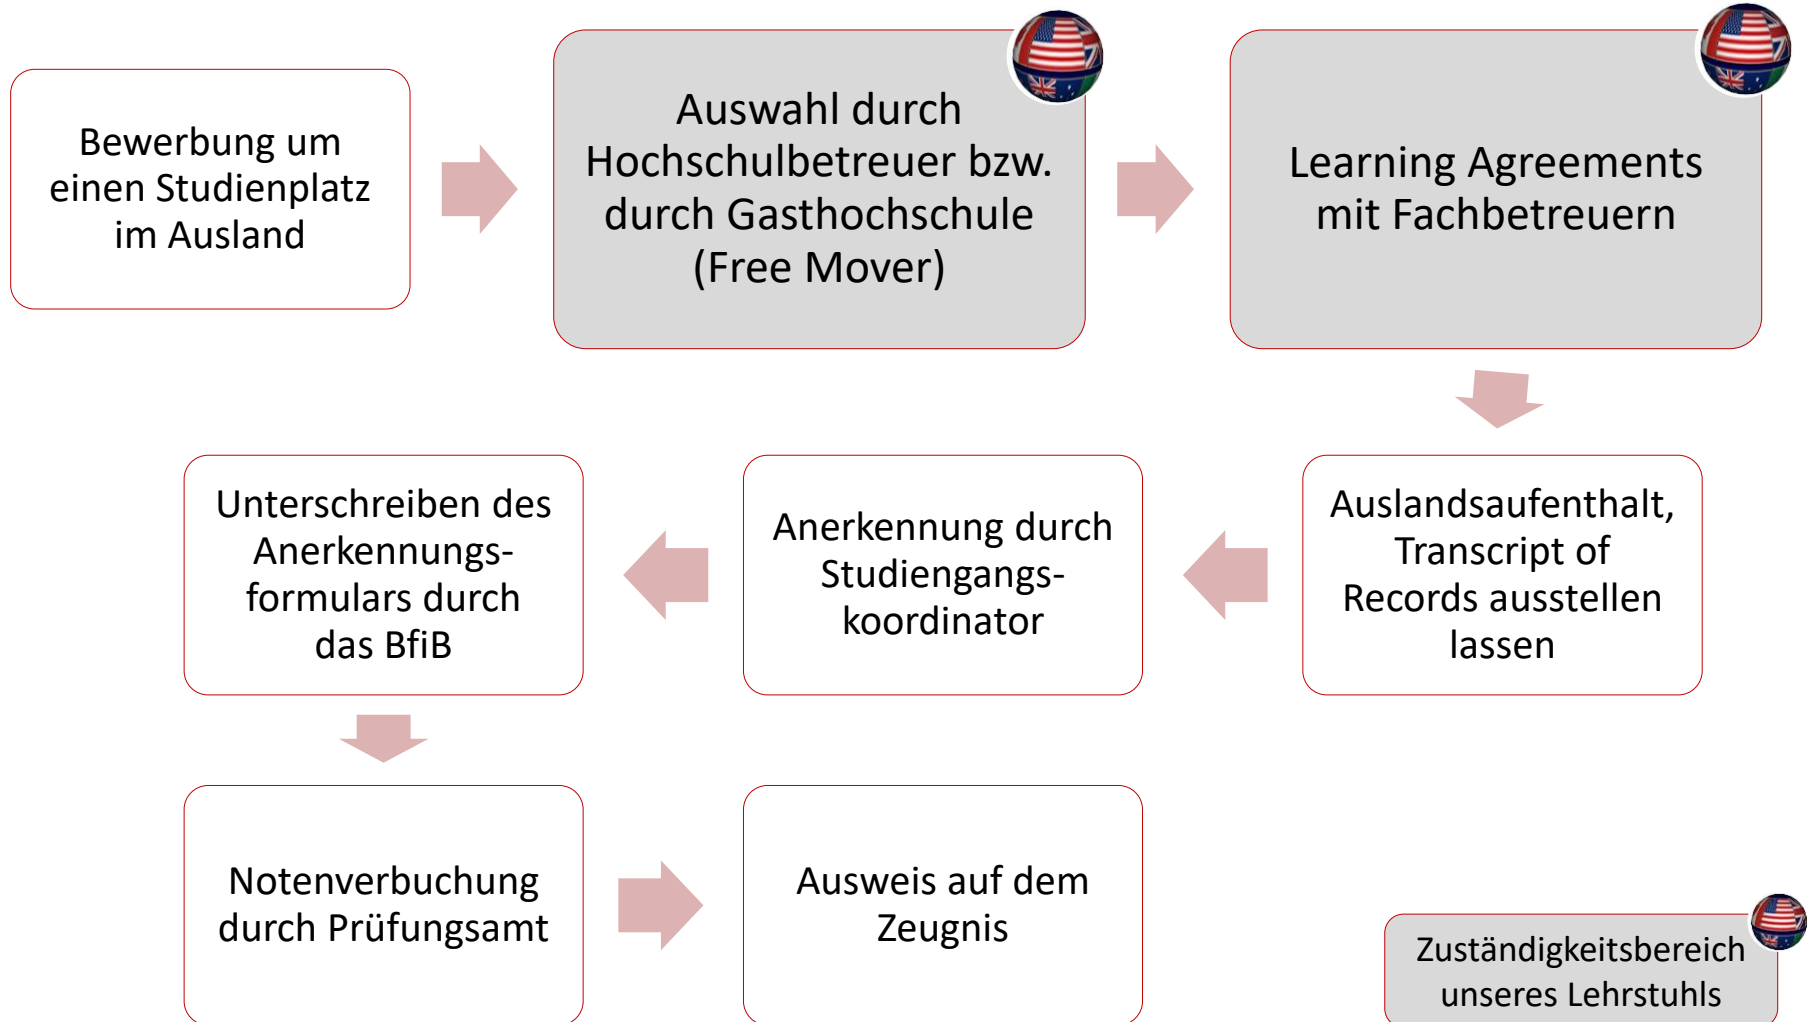 Bewerbung um
einen Studienplatz
im Ausland
Auswahl durch
Hochschulbetreuer bzw.
durch Gasthochschule
(Free Mover)
Learning Agreements
mit Fachbetreuern
Auslandsaufenthalt,
Transcript of
Records ausstellen
lassen
Anerkennung durch
Studiengangs-
koordinator
Unterschreiben des
Anerkennungs-
formulars durch
das BfiB
Notenverbuchung
durch Prüfungsamt
Ausweis auf dem
Zeugnis
Zuständigkeitsbereich
unseres Lehrstuhls